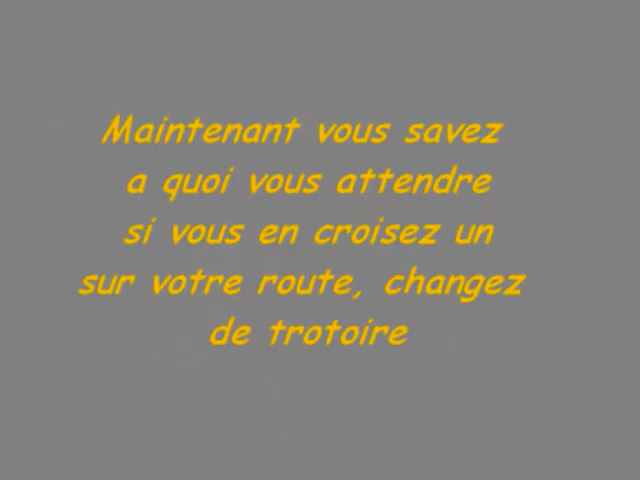 Maintenant vous savez
a quoi vous attendre
si vous en croisez un
sur votre route, changez
de trotoire